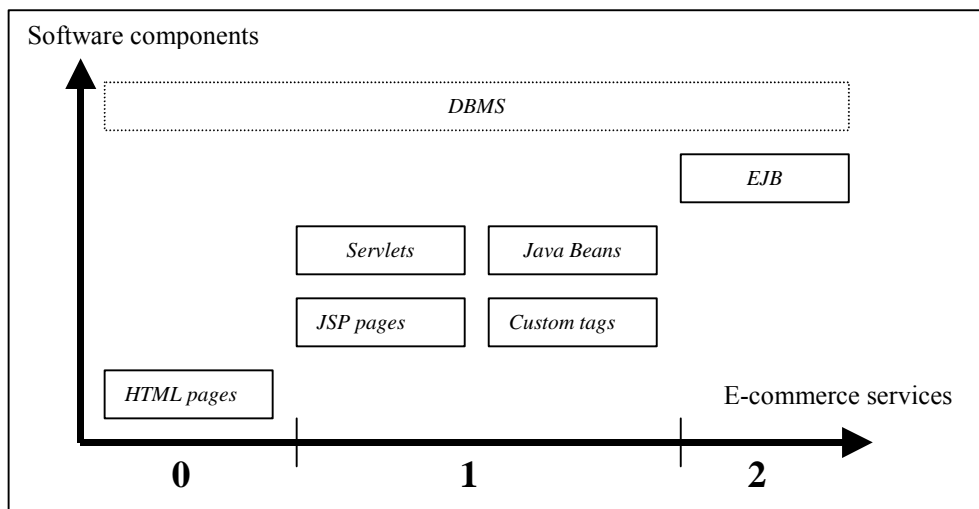 Software components
DBMS
EJB
Servlets
Java Beans
JSP pages
Custom tags
HTML pages
E-commerce services
0
1
2